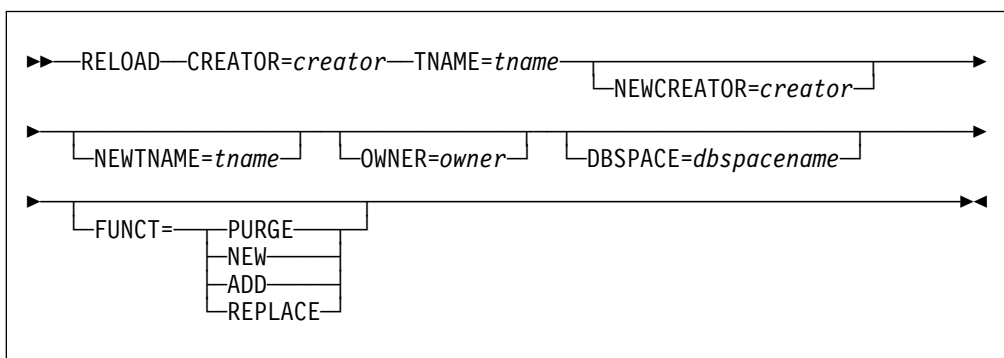 RELOAD CREATOR=creator TNAME=tname
NEWCREATOR=creator
NEWTNAME=tname OWNER=owner DBSPACE=dbspacename
FUNCT= PURGE
NEW
ADD
REPLACE